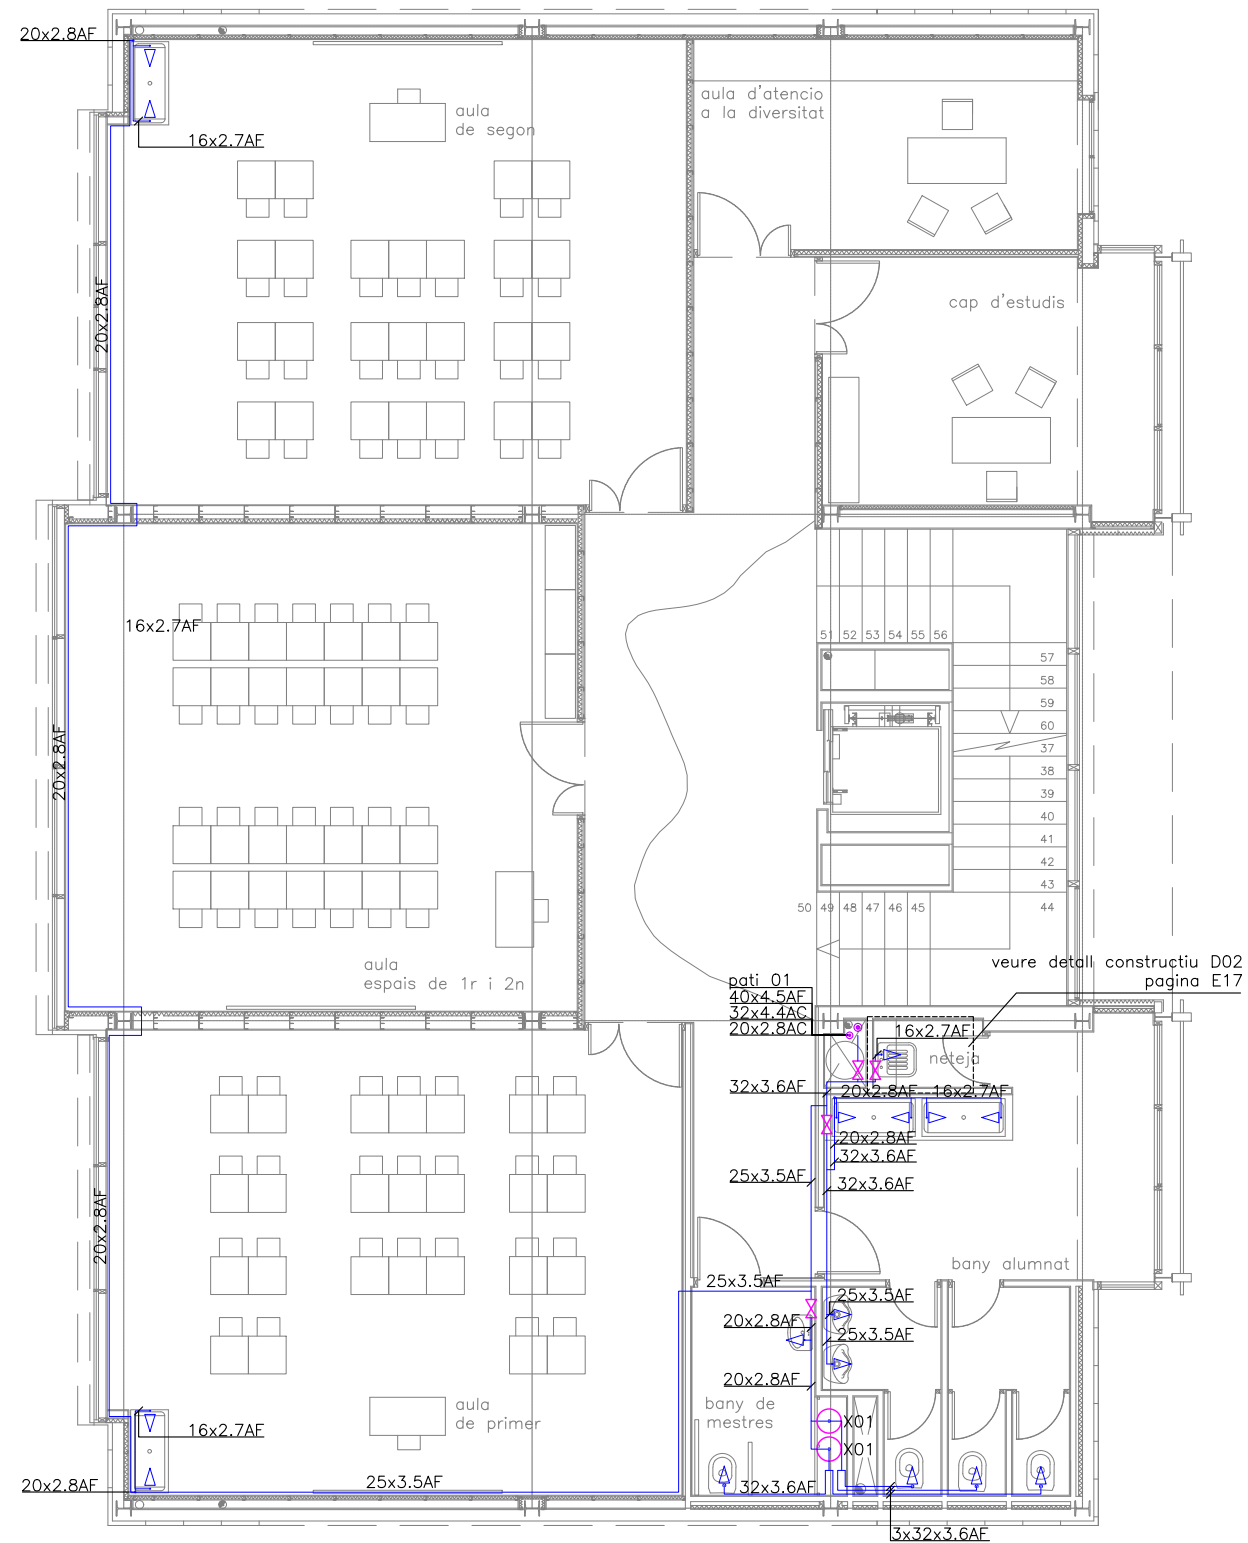 20x2.8AF
16x2.7AF
aula
de segon
aula d'atencio
a la diversitat
20x2.8AF
cap d'estudis
16x2.7AF
51 52 53 54 55 56
57
58
59
60
37
38
39
40
41
42
43
44
50 49 48 47 46 45
20x2.8AF
aula
espais de 1r i 2n
veure detall constructiu D02
pagina E17
pati 01
40x4.5AF
32x4.4AC
20x2.8AC
16x2.7AF
neteja
32x3.6AF
20x2.8AF
16x2.7AF
20x2.8AF
32x3.6AF
25x3.5AF
32x3.6AF
20x2.8AF
bany alumnat
25x3.5AF
25x3.5AF
20x2.8AF
25x3.5AF
20x2.8AF
bany de
mestres
aula
de primer
16x2.7AF
X01
X01
20x2.8AF
25x3.5AF
32x3.6AF
3x32x3.6AF